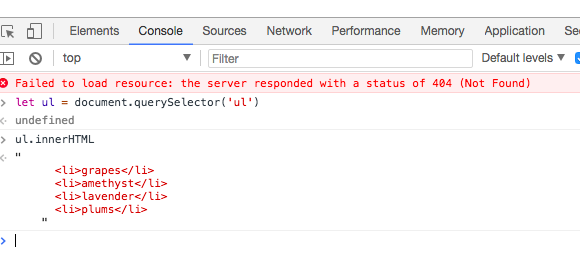 Elements Console Sources Network Performance Memory Application Sec
top Filter Default levels
Failed to load resource: the server responded with a status of 404 (Not Found)
> let ul = document.querySelector('ul')
undefined
> ul.innerHTML
"
<li>grapes</li>
<li>amethyst</li>
<li>lavender</li>
<li>plums</li>
"
>